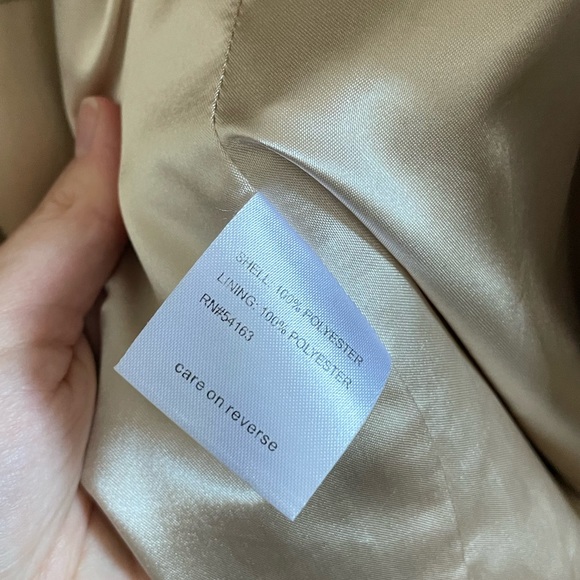 SHELL: 100% POLYESTER
LINING: 100% POLYESTER
RN#54163
care on reverse